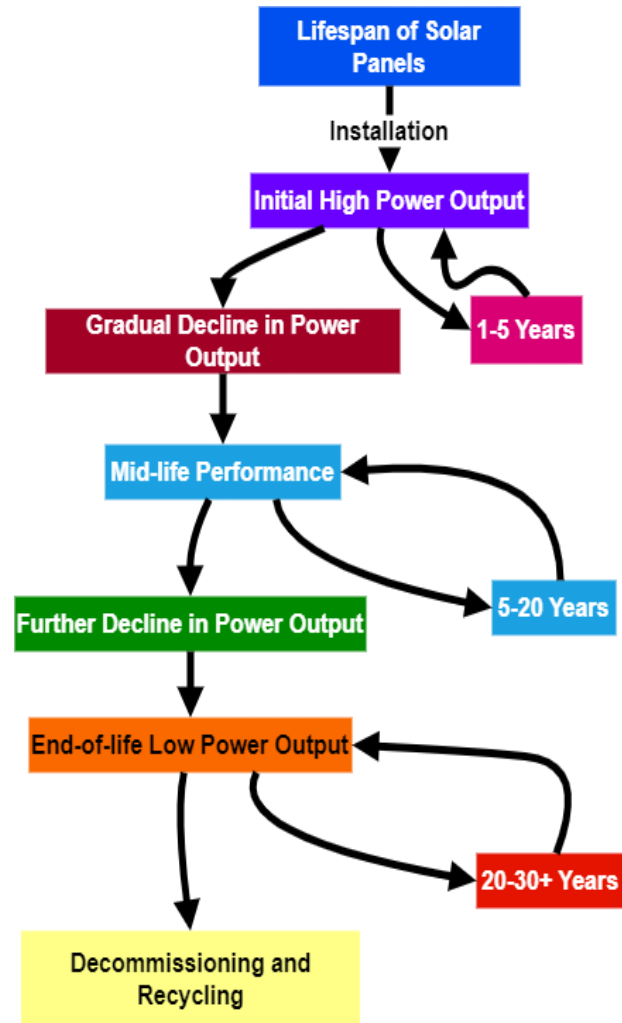 Lifespan of Solar
Panels
Installation
Initial High Power Output
Gradual Decline in Power
Output
1-5 Years
Mid-life Performance
5-20 Years
Further Decline in Power Output
End-of-life Low Power Output
20-30+ Years
Decommissioning and
Recycling